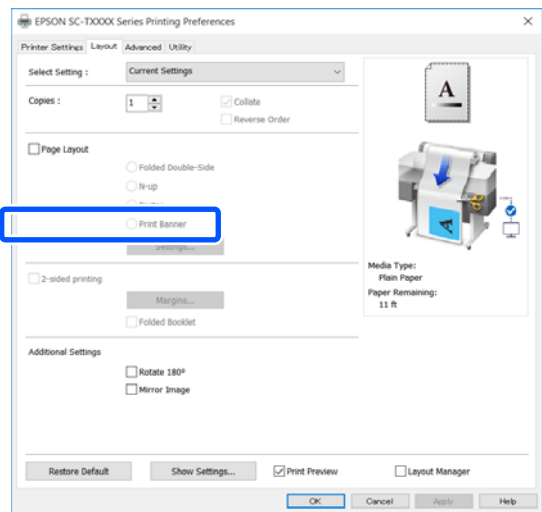 EPSON SC-TXXXX Series Printing Preferences
Printer Settings Layout Advanced Utility
Select Setting : Current Settings
Copies : 1 Collate
Reverse Order
Page Layout
Folded Double-Side
N-up
Print Banner
Settings...
2-sided printing
Margins...
Folded Booklet
Additional Settings
Rotate 180°
Mirror Image
A
A
Media Type:
Plain Paper
Paper Remaining:
11 ft
Restore Default Show Settings... Print Preview Layout Manager
OK Cancel Apply Help